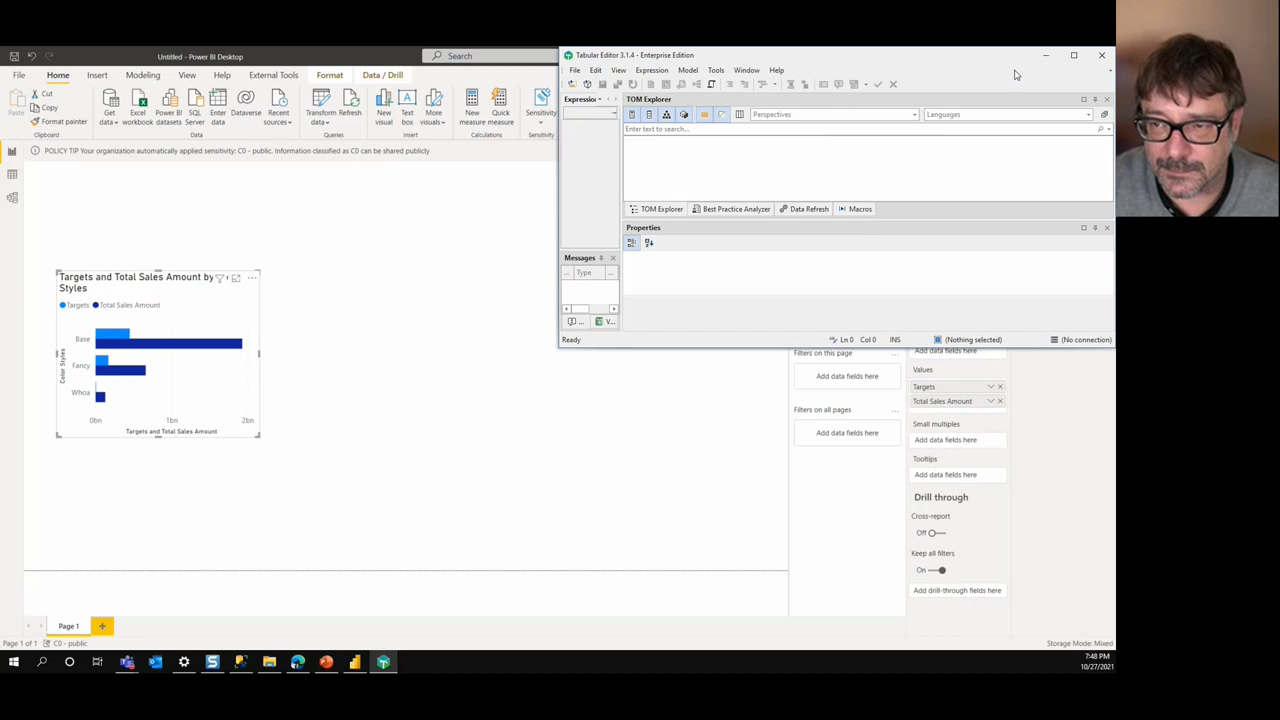 Untitled - Power BI Desktop
Search
File Home Insert Modeling View Help External Tools Format Data / Drill
Paste
Cut
Copy
Format painter
Clipboard
Get data
Excel workbook
Power BI datasets
SQL Server
Enter data
Dataverse
Recent sources
Data
Transform data
Refresh
Queries
New visual
Text box
More visuals
Insert
New measure
Quick measure
Calculations
Sensitivity
Sensitivity
POLICY TIP Your organization automatically applied sensitivity: C0 - public. Information classified as C0 can be shared publicly
Tabular Editor 3.1.4 - Enterprise Edition
File Edit View Expression Model Tools Window Help
Expression
TOM Explorer
Perspectives
Languages
Enter text to search...
TOM Explorer Best Practice Analyzer Data Refresh Macros
Properties
Messages
... Type ...
... V...
Ready
Ln 0 Col 0 INS (Nothing selected) (No connection)
Targets and Total Sales Amount by
Styles
Targets Total Sales Amount
Color Styles
Base
Fancy
Whoa
0bn 1bn 2bn
Targets and Total Sales Amount
Filters on this page
Add data fields here
Filters on all pages
Add data fields here
Add data fields here
Values
Targets
Total Sales Amount
Small multiples
Add data fields here
Tooltips
Add data fields here
Drill through
Cross-report
Off
Keep all filters
On
Add drill-through fields here
Page 1
Page 1 of 1 C0 - public
Storage Mode: Mixed
7:48 PM
10/27/2021